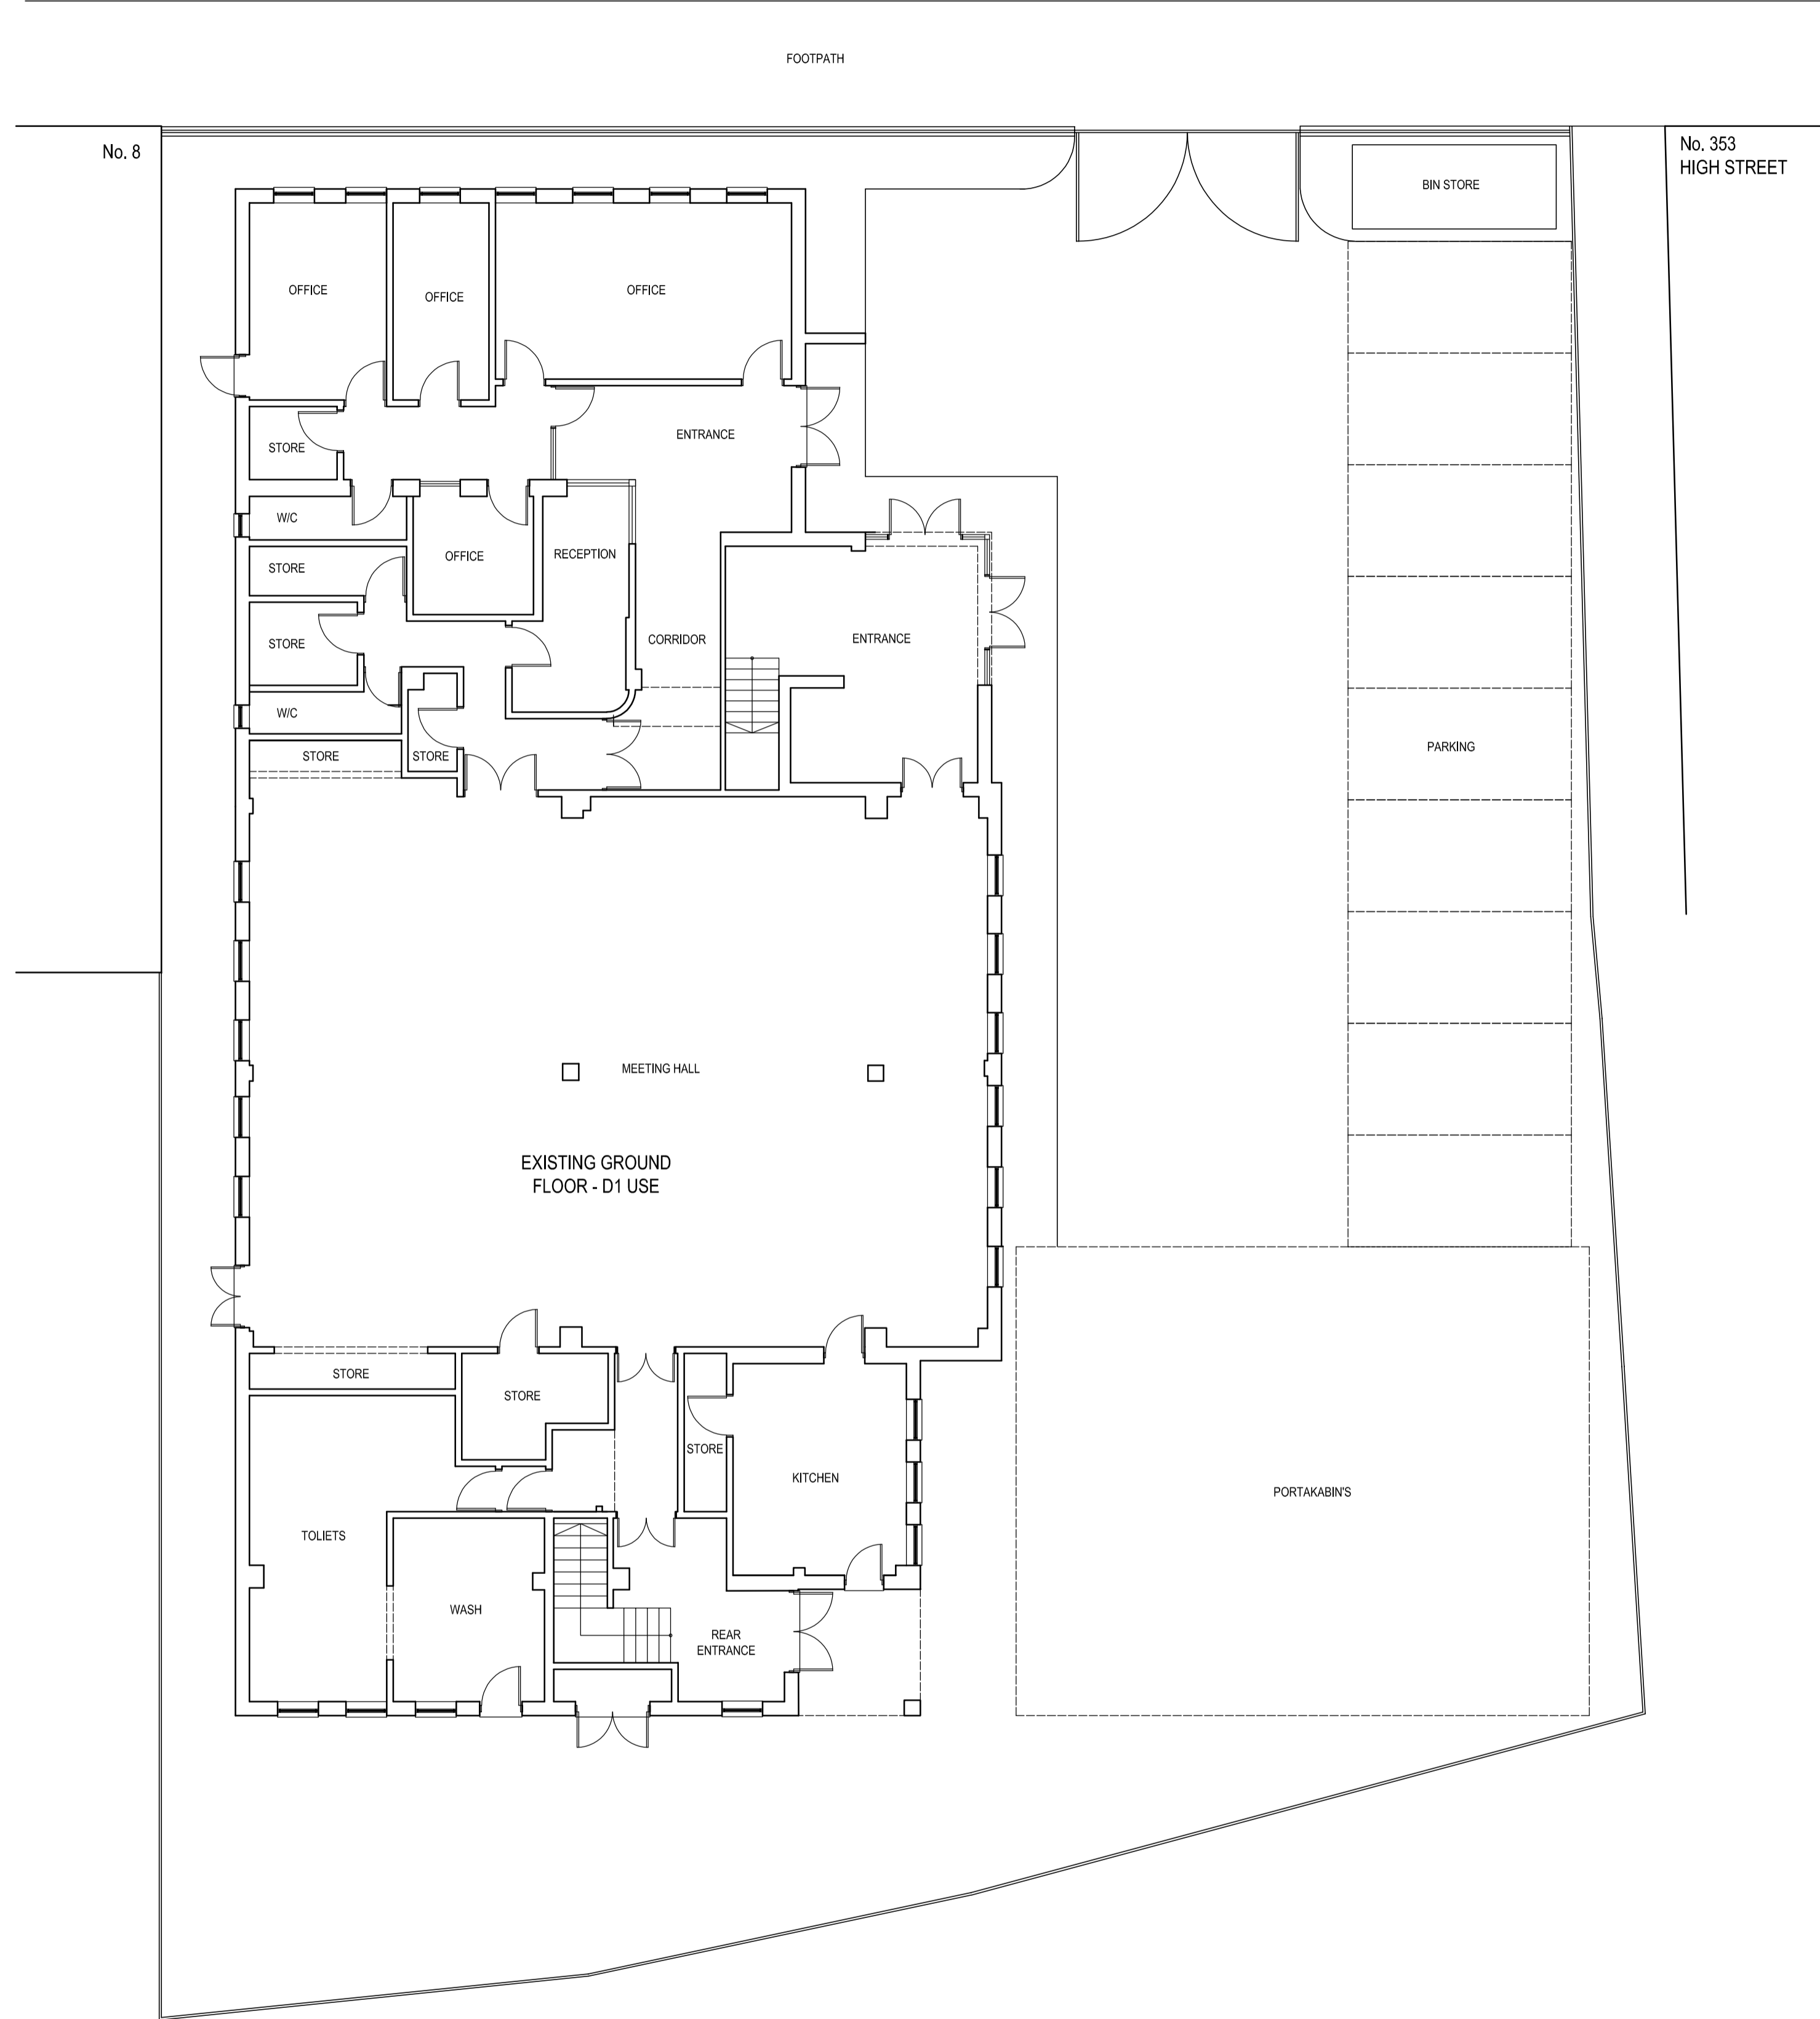 FOOTPATH
No. 8
No. 353
HIGH STREET
BIN STORE
OFFICE
OFFICE
OFFICE
ENTRANCE
STORE
W/C
OFFICE
RECEPTION
STORE
STORE
CORRIDOR
ENTRANCE
W/C
STORE
STORE
PARKING
MEETING HALL
EXISTING GROUND
FLOOR - D1 USE
STORE
STORE
STORE
KITCHEN
PORTAKABIN'S
TOLIETS
WASH
REAR
ENTRANCE